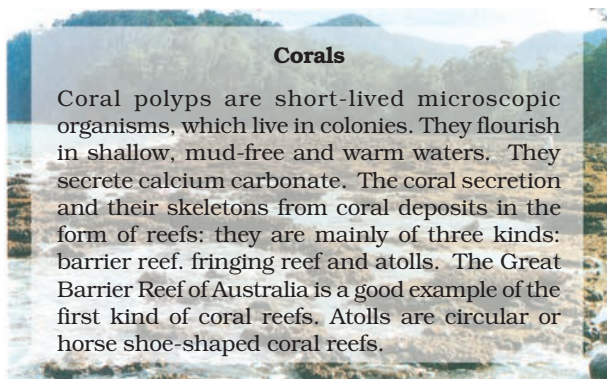 Corals
Coral polyps are short-lived microscopic
organisms, which live in colonies. They flourish
in shallow, mud-free and warm waters. They
secrete calcium carbonate. The coral secretion
and their skeletons from coral deposits in the
form of reefs: they are mainly of three kinds:
barrier reef. fringing reef and atolls. The Great
Barrier Reef of Australia is a good example of the
first kind of coral reefs. Atolls are circular or
horse shoe-shaped coral reefs.